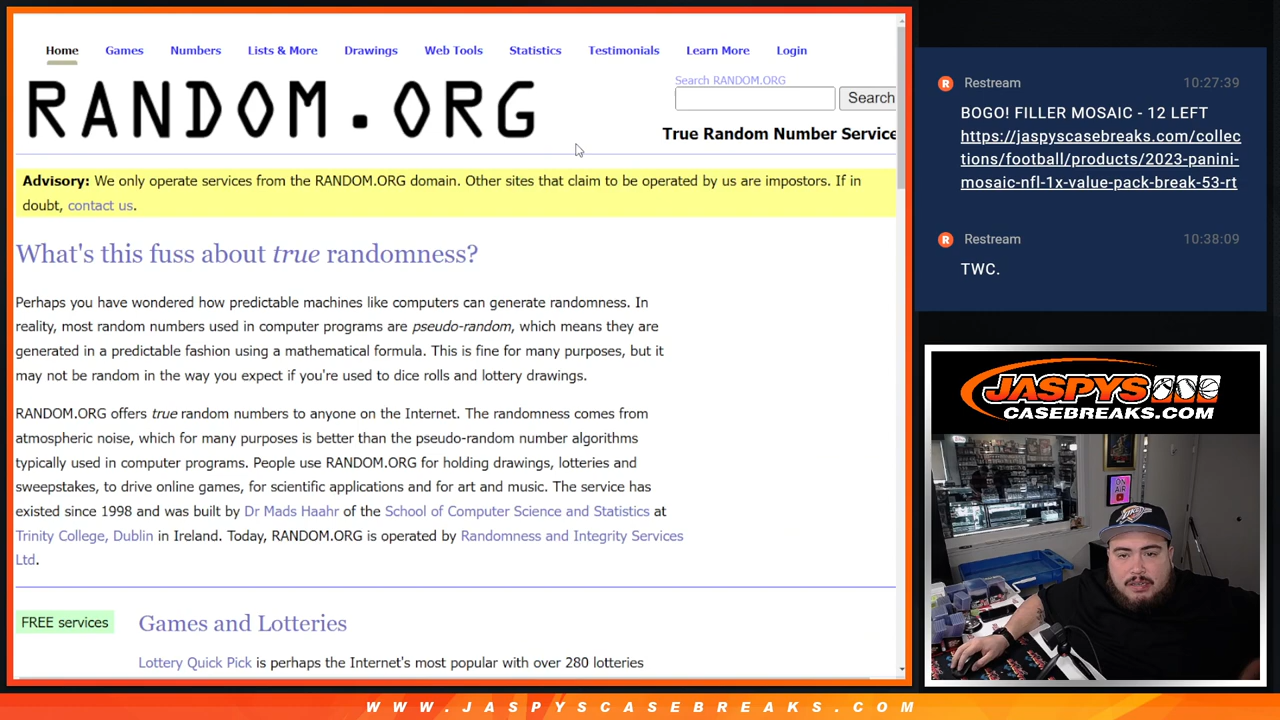 Home Games Numbers Lists & More Drawings Web Tools Statistics Testimonials Learn More Login
RANDOM.ORG
Search RANDOM.ORG
Search
True Random Number Service
Advisory: We only operate services from the RANDOM.ORG domain. Other sites that claim to be operated by us are impostors. If in
doubt, contact us.
What's this fuss about true randomness?
Perhaps you have wondered how predictable machines like computers can generate randomness. In
reality, most random numbers used in computer programs are pseudo-random, which means they are
generated in a predictable fashion using a mathematical formula. This is fine for many purposes, but it
may not be random in the way you expect if you're used to dice rolls and lottery drawings.
RANDOM.ORG offers true random numbers to anyone on the Internet. The randomness comes from
atmospheric noise, which for many purposes is better than the pseudo-random number algorithms
typically used in computer programs. People use RANDOM.ORG for holding drawings, lotteries and
sweepstakes, to drive online games, for scientific applications and for art and music. The service has
existed since 1998 and was built by Dr Mads Haahr of the School of Computer Science and Statistics at
Trinity College, Dublin in Ireland. Today, RANDOM.ORG is operated by Randomness and Integrity Services
Ltd.
FREE services
Games and Lotteries
Lottery Quick Pick is perhaps the Internet's most popular with over 280 lotteries
Restream 10:27:39
BOGO! FILLER MOSAIC - 12 LEFT
https://jaspyscasebreaks.com/collec
tions/football/products/2023-panini-
mosaic-nfl-1x-value-pack-break-53-rt
Restream 10:38:09
TWC.
JASPYS
CASEBREAKS.COM
ON
AIR
WWW.JASPYSCASEBREAKS.COM